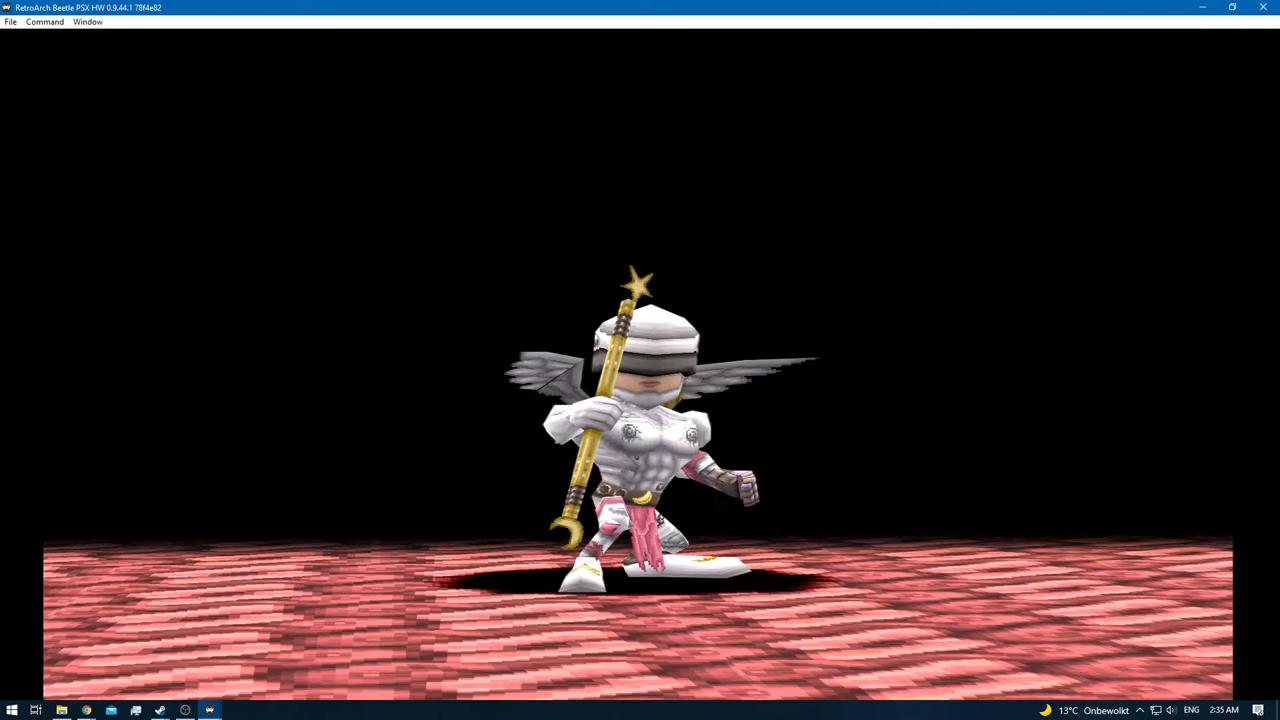 RetroArch Beetle PSX HW 0.9.44.1 78f4e82
File Command Window
13°C Onbewolkt ENG 2:35 AM